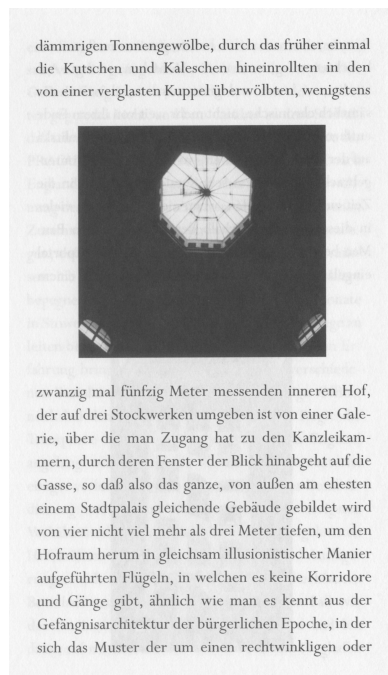 dämmrigen Tonnengewölbe, durch das früher einmal
die Kutschen und Kaleschen hineinrollten in den
von einer verglasten Kuppel überwölbten, wenigstens
zwanzig mal fünfzig Meter messenden inneren Hof,
der auf drei Stockwerken umgeben ist von einer Gale-
rie, über die man Zugang hat zu den Kanzleikam-
mern, durch deren Fenster der Blick hinabgeht auf die
Gasse, so daß also das ganze, von außen am ehesten
einem Stadtpalais gleichende Gebäude gebildet wird
von vier nicht viel mehr als drei Meter tiefen, um den
Hofraum herum in gleichsam illusionistischer Manier
aufgeführten Flügeln, in welchen es keine Korridore
und Gänge gibt, ähnlich wie man es kennt aus der
Gefängnisarchitektur der bürgerlichen Epoche, in der
sich das Muster der um einen rechtwinkligen oder